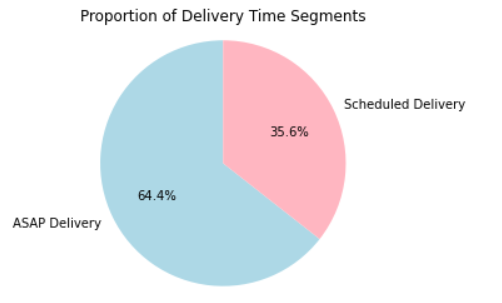 Proportion of Delivery Time Segments
Scheduled Delivery
35.6%
64.4%
ASAP Delivery